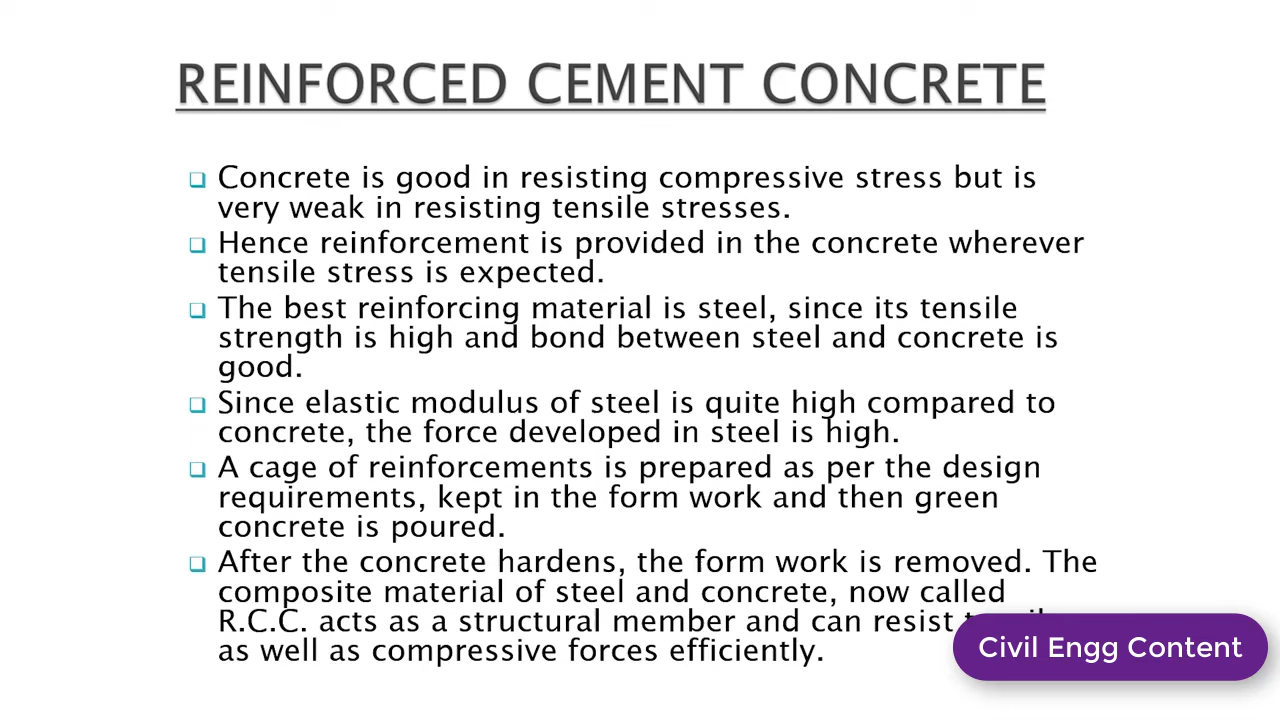 REINFORCED CEMENT CONCRETE
Concrete is good in resisting compressive stress but is
very weak in resisting tensile stresses.
Hence reinforcement is provided in the concrete wherever
tensile stress is expected.
The best reinforcing material is steel, since its tensile
strength is high and bond between steel and concrete is
good.
Since elastic modulus of steel is quite high compared to
concrete, the force developed in steel is high.
A cage of reinforcements is prepared as per the design
requirements, kept in the form work and then green
concrete is poured.
After the concrete hardens, the form work is removed. The
composite material of steel and concrete, now called
R.C.C. acts as a structural member and can resist
as well as compressive forces efficiently.
Civil Engg Content